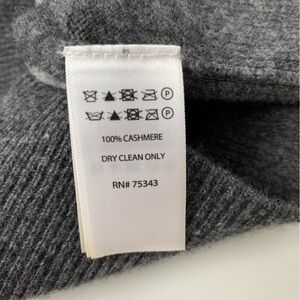 P
P
100% CASHMERE
DRY CLEAN ONLY
RN# 75343